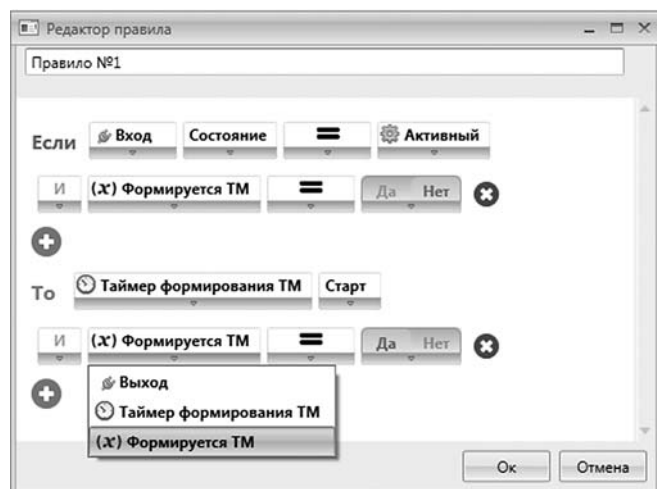 Редактор правила
Правило №1
Если Вход Состояние = Активный
И (x) Формируется ТМ = Да Нет
То Таймер формирования ТМ Старт
И (x) Формируется ТМ = Да Нет
Выход
Таймер формирования ТМ
(x) Формируется ТМ
Ок Отмена